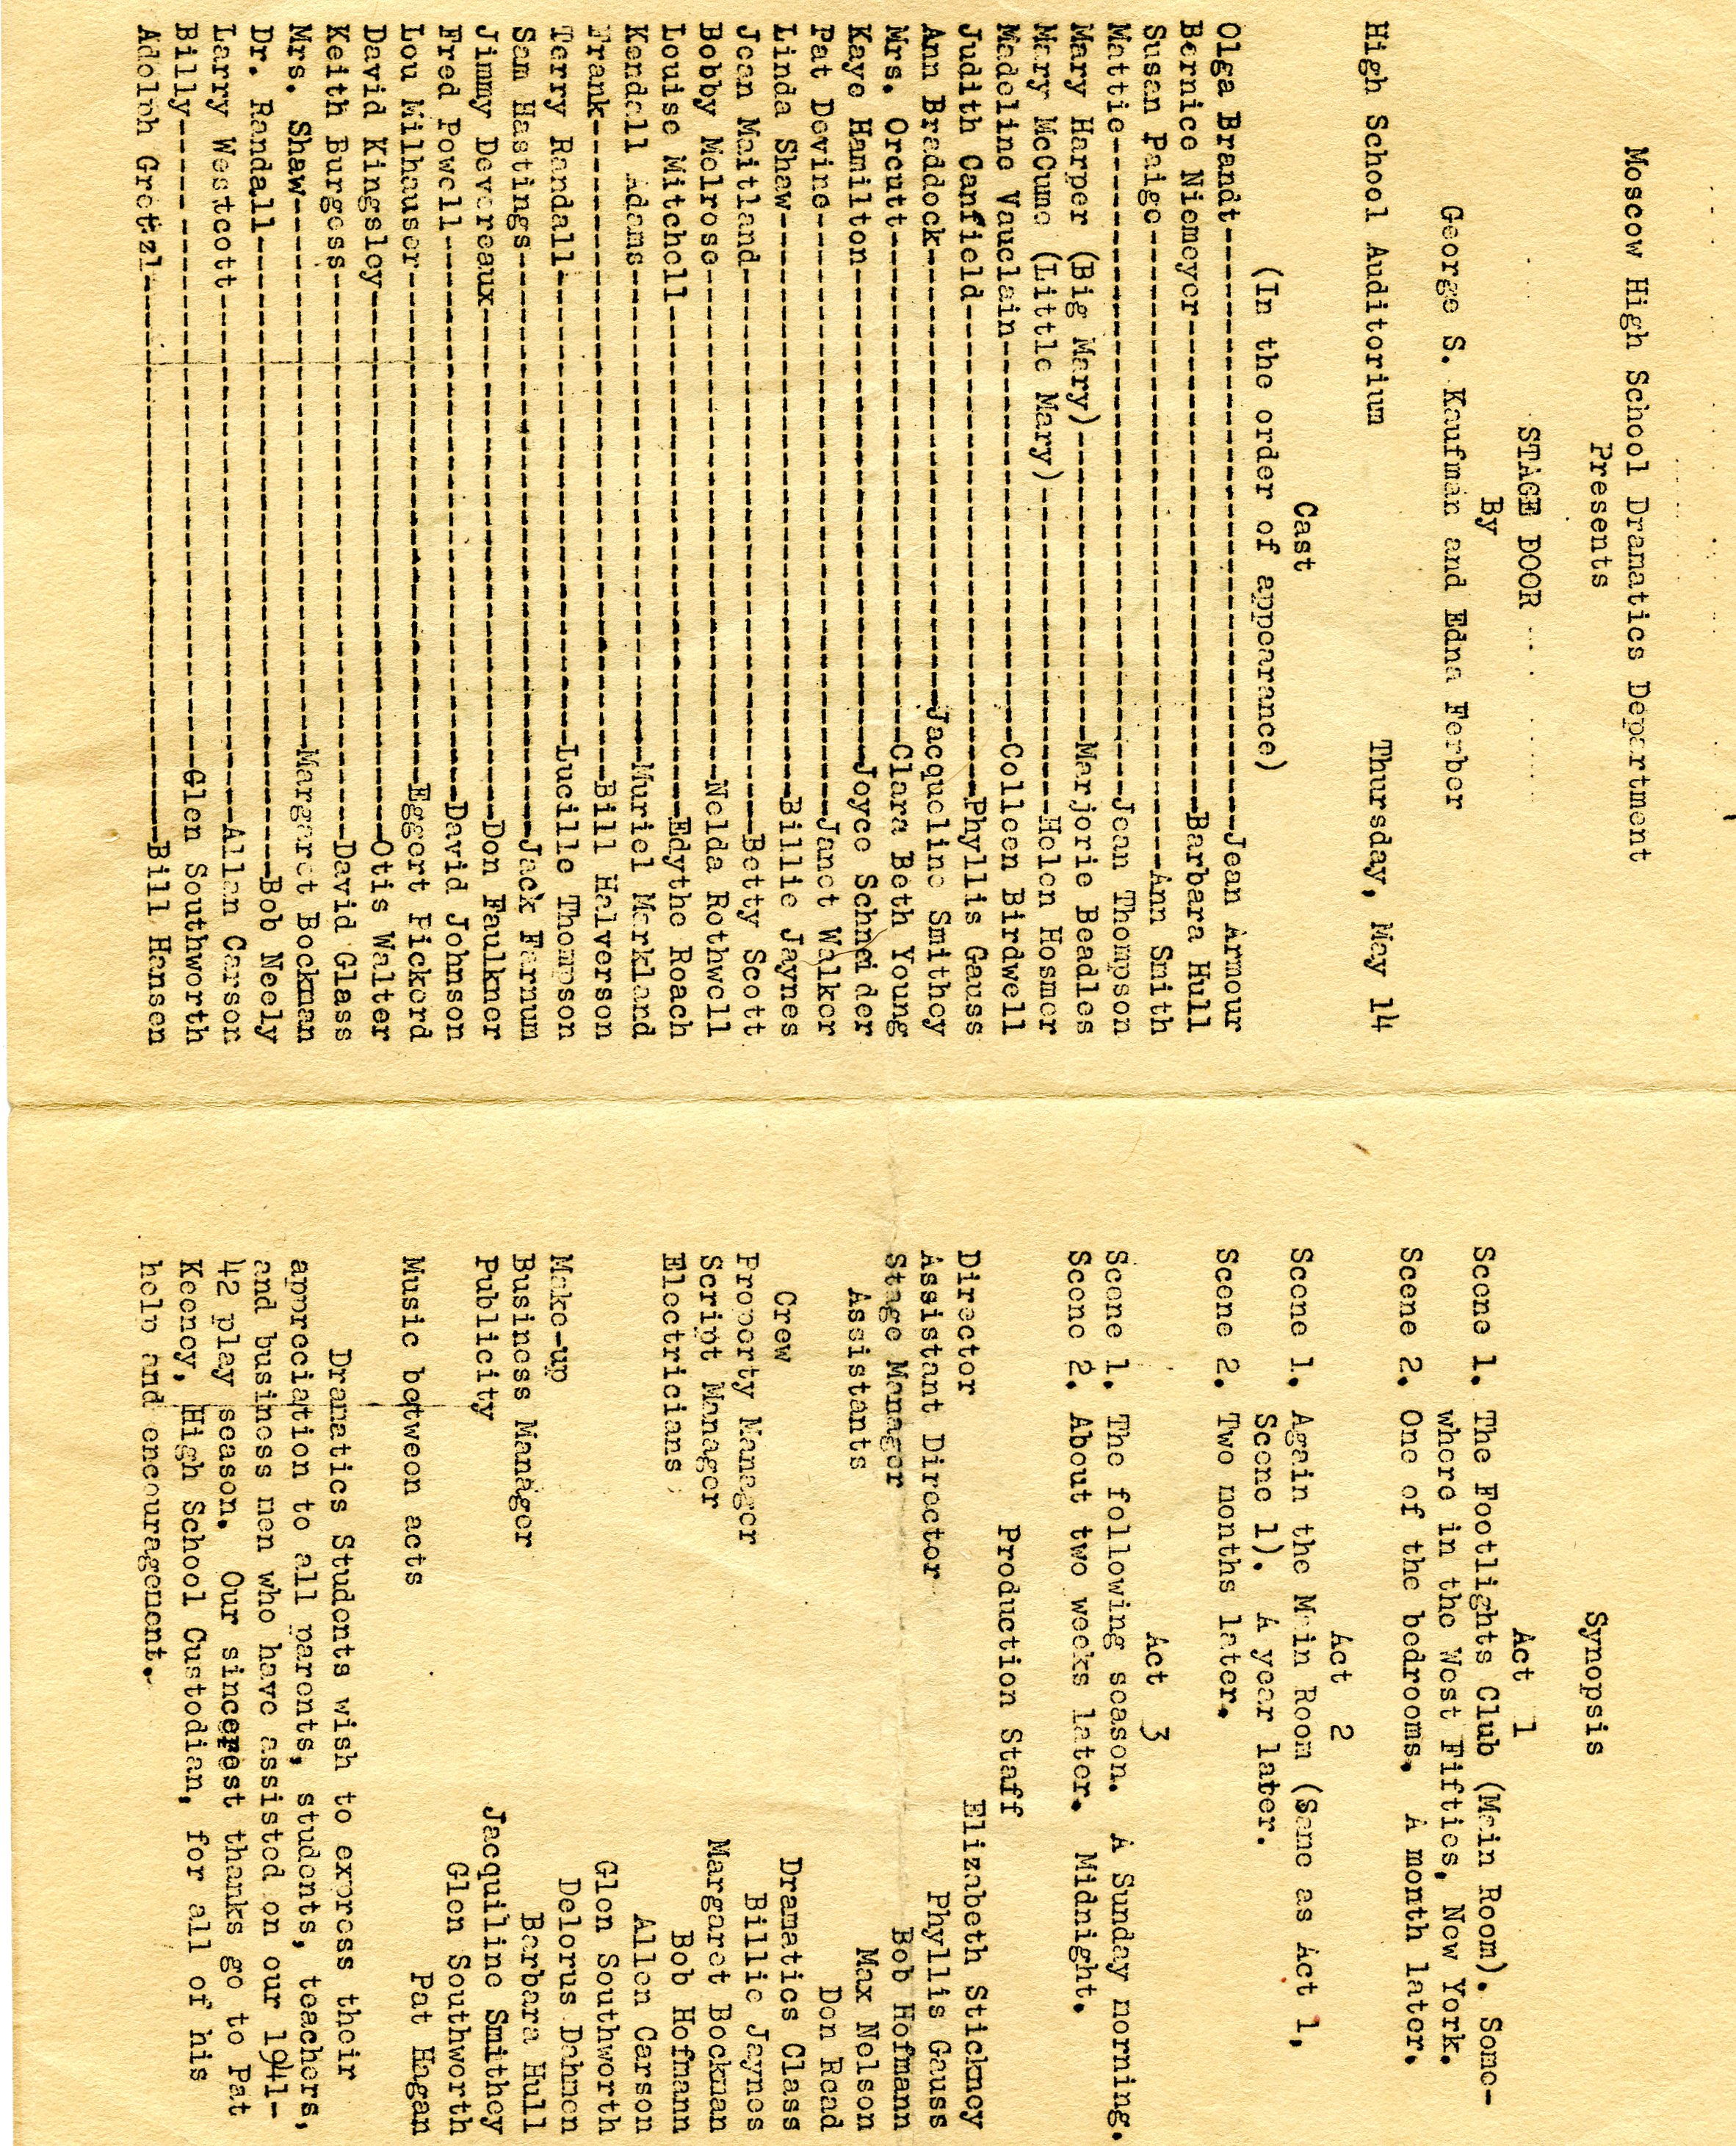 Moscow High School Dramatics Department
Presents
STAGE DOOR
By
George S. Kaufman and Edna Ferber
High School Auditorium Thursday, May 14
Cast
(In the order of appearance)
Olga Brandt----Jean Armour
Bernice Niemeyer----Barbara Hull
Susan Paige----Ann Smith
Mattie----Jean Thompson
Mary Harper (Big Mary)----Marjorie Beadles
Mary McCune (Little Mary)----Helen Hosmer
Madeline Vauclain----Colleen Birdwell
Judith Canfield----Phyllis Gauss
Ann Braddock----Jacqueline Smithey
Mrs. Orcutt----Clara Beth Young
Kaye Hamilton----Joyce Schneider
Pat Devine----Janet Walker
Linda Shaw----Billie Jaynes
Jean Maitland----Betty Scott
Bobby Melrose----Nelda Rothwell
Louise Mitchell----Edythe Roach
Kendall Adams----Muriel Markland
Frank----Bill Halverson
Terry Randall----Lucille Thompson
Sam Hastings----Jack Farnum
Jimmy Devereaux----Don Faulkner
Fred Powell----David Johnson
Lou Milhauser----Eggert Pickerd
David Kingsley----Otis Walter
Keith Burgess----David Glass
Mrs. Shaw----Margaret Bockman
Dr. Randall----Bob Neely
Larry Westcott----Allan Carson
Billy----Glen Southworth
Adolph Gretzl----Bill Hansen
Synopsis
Act 1
Scene 1. The Footlights Club (Main Room). Some-
where in the West Fifties, New York.
Scene 2. One of the bedrooms. A month later.
Act 2
Scene 1. Again the Main Room (Same as Act 1,
Scene 1). A year later.
Scene 2. Two months later.
Act 3
Scene 1. The following season. A Sunday morning.
Scene 2. About two weeks later. Midnight.
Production Staff
Director Elizabeth Stickney
Assistant Director Phyllis Gauss
Stage Manager Bob Hofmann
Assistants Max Nelson
Don Read
Crew Dramatics Class
Property Manager Billie Jaynes
Script Manager Margaret Bockman
Electricians Bob Hofmann
Allen Carson
Glen Southworth
Make-up Delorus Dahmen
Business Manager Barbara Hull
Publicity Jacquiline Smithey
Glen Southworth
Music between acts Pat Hagan
Dramatics Students wish to express their
appreciation to all parents, students, teachers,
and business men who have assisted on our 1941-
42 play season. Our sincerest thanks go to Pat
Keeney, High School Custodian, for all of his
help and encouragement.